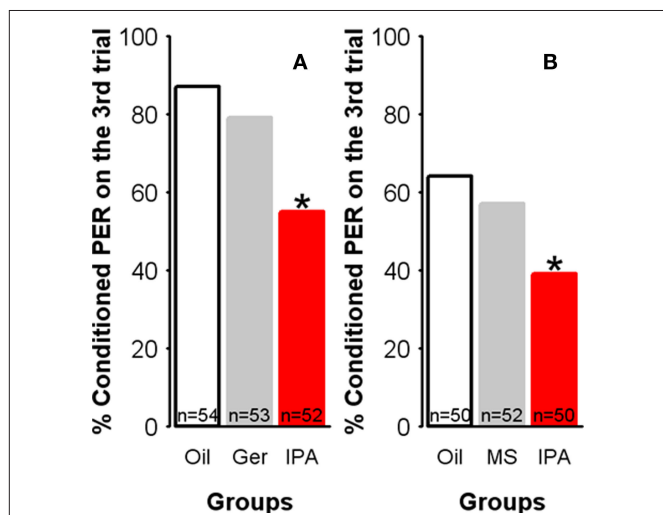 % Conditioned PER on the 3rd trial
100
80
60
40
20
0
A
*
n=54 n=53 n=52
Oil Ger IPA
Groups
% Conditioned PER on the 3rd trial
100
80
60
40
20
0
B
*
n=50 n=52 n=50
Oil MS IPA
Groups